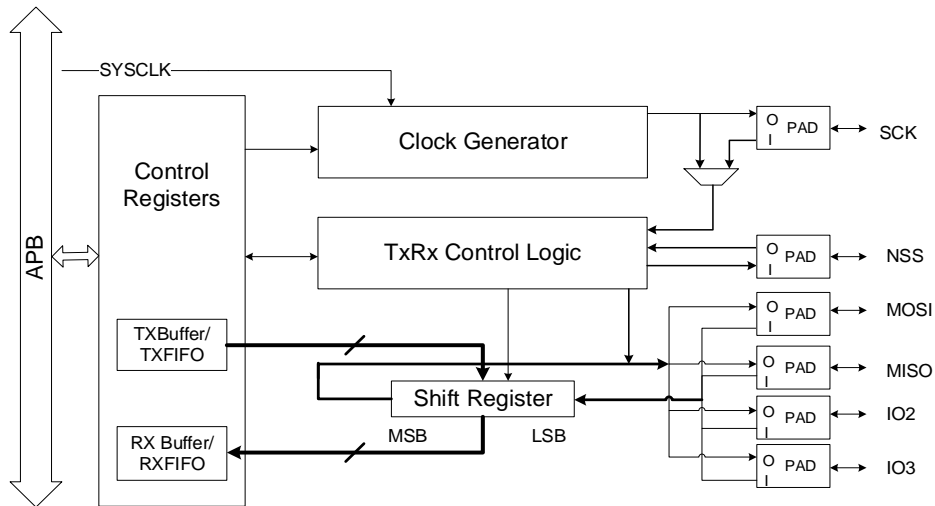 SYSCLK
APB
Control
Registers
Clock Generator
O
I
PAD
SCK
TxRx Control Logic
O
I
PAD
NSS
O
I
PAD
MOSI
TXBuffer/
TXFIFO
O
I
PAD
MISO
Shift Register
O
I
PAD
IO2
MSB
LSB
RX Buffer/
RXFIFO
O
I
PAD
IO3